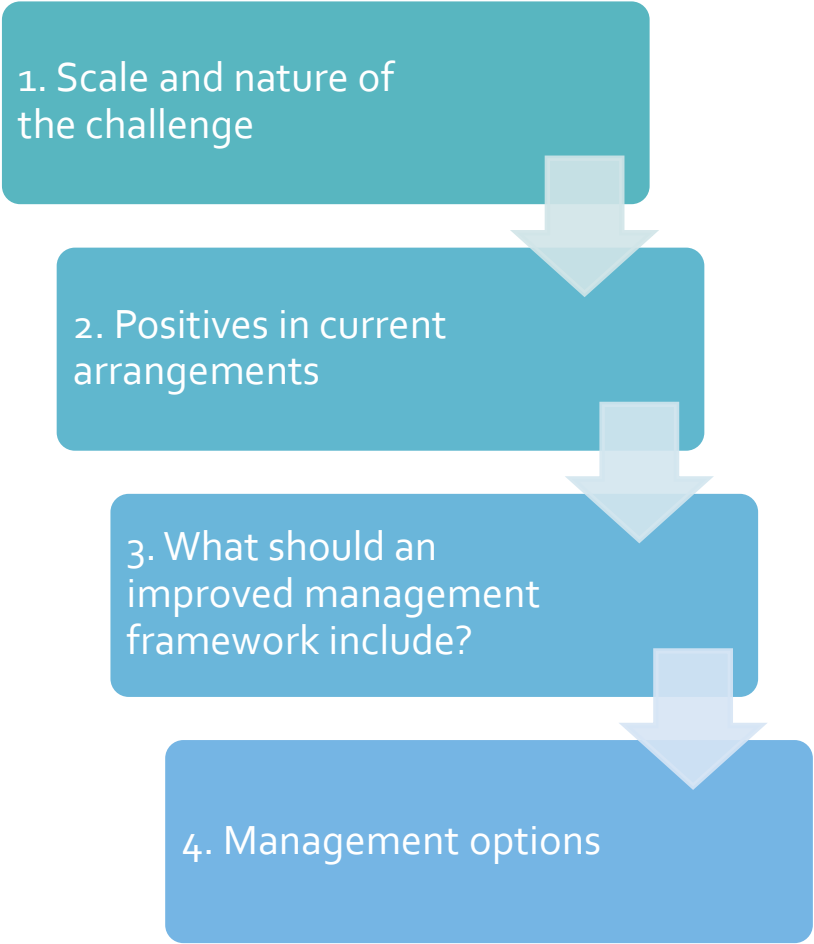 1. Scale and nature of
the challenge
2. Positives in current
arrangements
3. What should an
improved management
framework include?
4. Management options